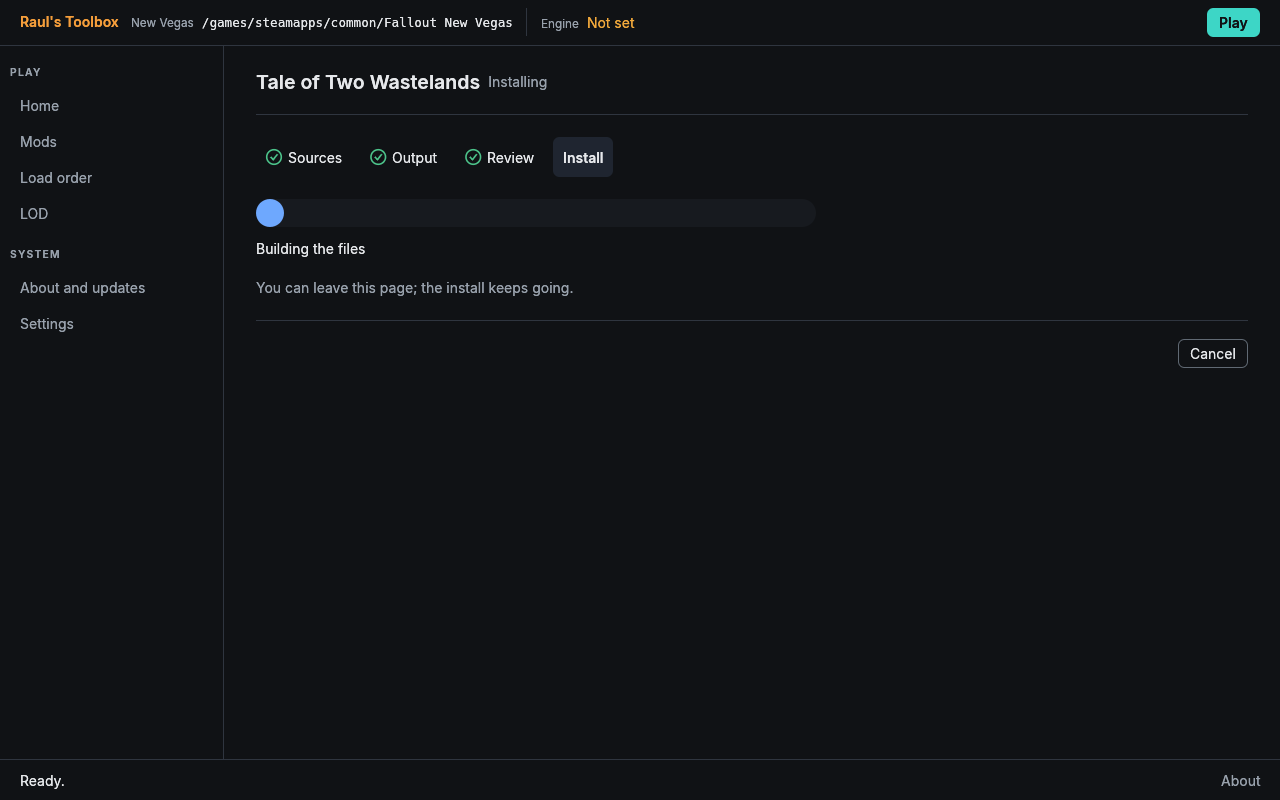 Raul's Toolbox New Vegas /games/steamapps/common/Fallout New Vegas Engine Not set Play
PLAY
Home
Mods
Load order
LOD
SYSTEM
About and updates
Settings
Tale of Two Wastelands Installing
Sources Output Review Install
Building the files
You can leave this page; the install keeps going.
Cancel
Ready. About